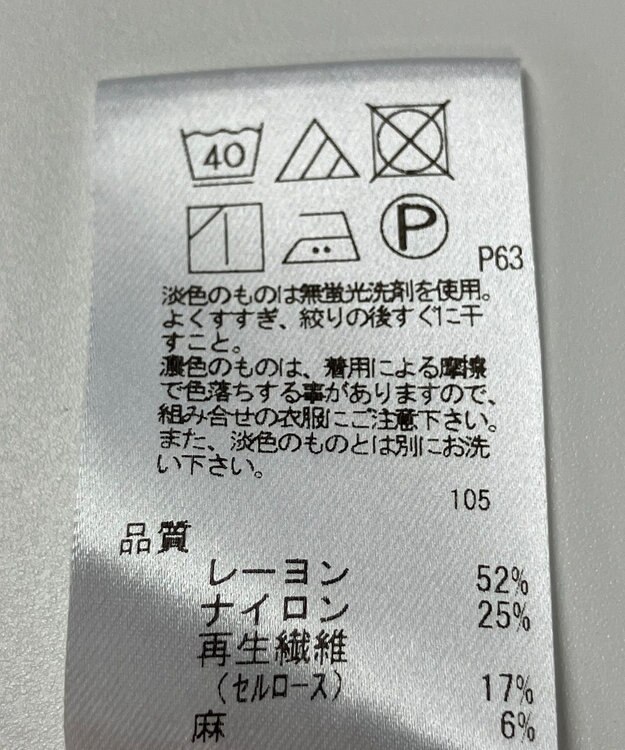 40
P
P63
淡色のものは無蛍光洗剤を使用。
よくすすぎ、絞りの後すぐに干
すこと。
濃色のものは、着用による摩擦
で色落ちする事がありますので、
組み合せの衣服にご注意下さい。
また、淡色のものとは別にお洗
い下さい。
105
品質
レーヨン 52%
ナイロン 25%
再生繊維
(セルロース) 17%
麻 6%